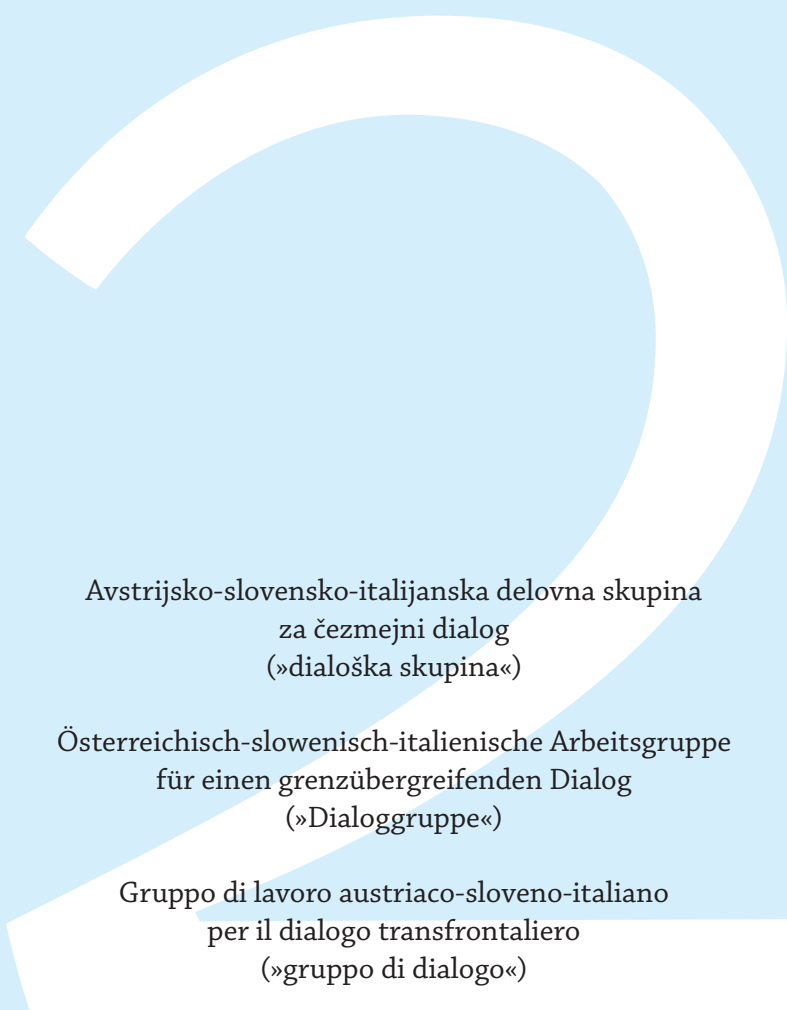 2
Avstrijsko-slovensko-italijanska delovna skupina
za čezmejni dialog
(»dialoška skupina«)
Österreichisch-slowenisch-italienische Arbeitsgruppe
für einen grenzübergreifenden Dialog
(»Dialoggruppe«)
Gruppo di lavoro austriaco-sloveno-italiano
per il dialogo transfrontaliero
(»gruppo di dialogo«)